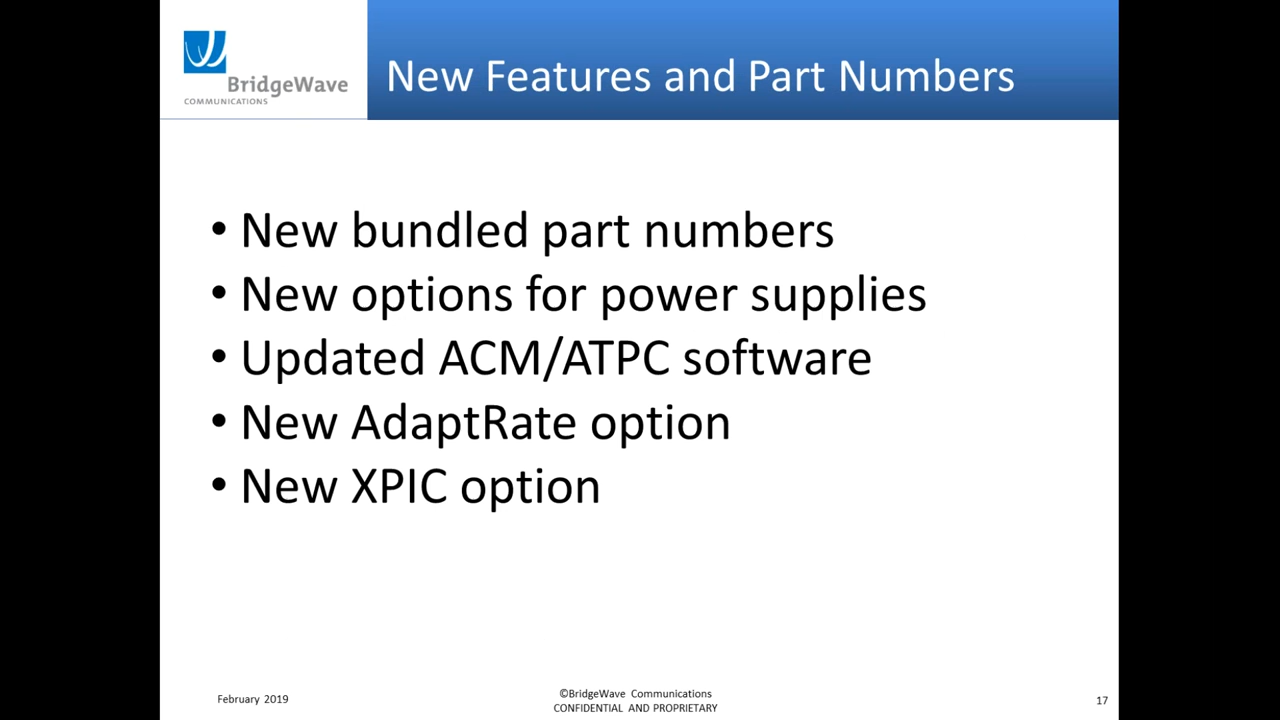 BridgeWave
COMMUNICATIONS
New Features and Part Numbers
• New bundled part numbers
• New options for power supplies
• Updated ACM/ATPC software
• New AdaptRate option
• New XPIC option
February 2019
©BridgeWave Communications
CONFIDENTIAL AND PROPRIETARY
17